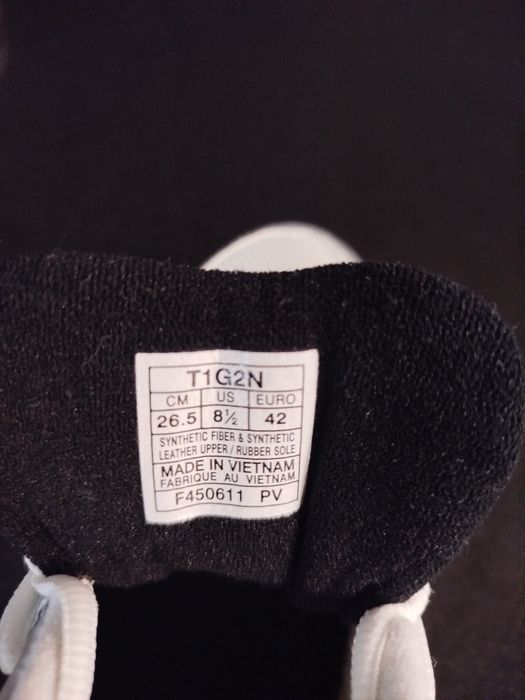 T1G2N
CM US EURO
26.5 8½ 42
SYNTHETIC FIBER & SYNTHETIC
LEATHER UPPER / RUBBER SOLE
MADE IN VIETNAM
FABRIQUE AU VIETNAM
F450611 PV